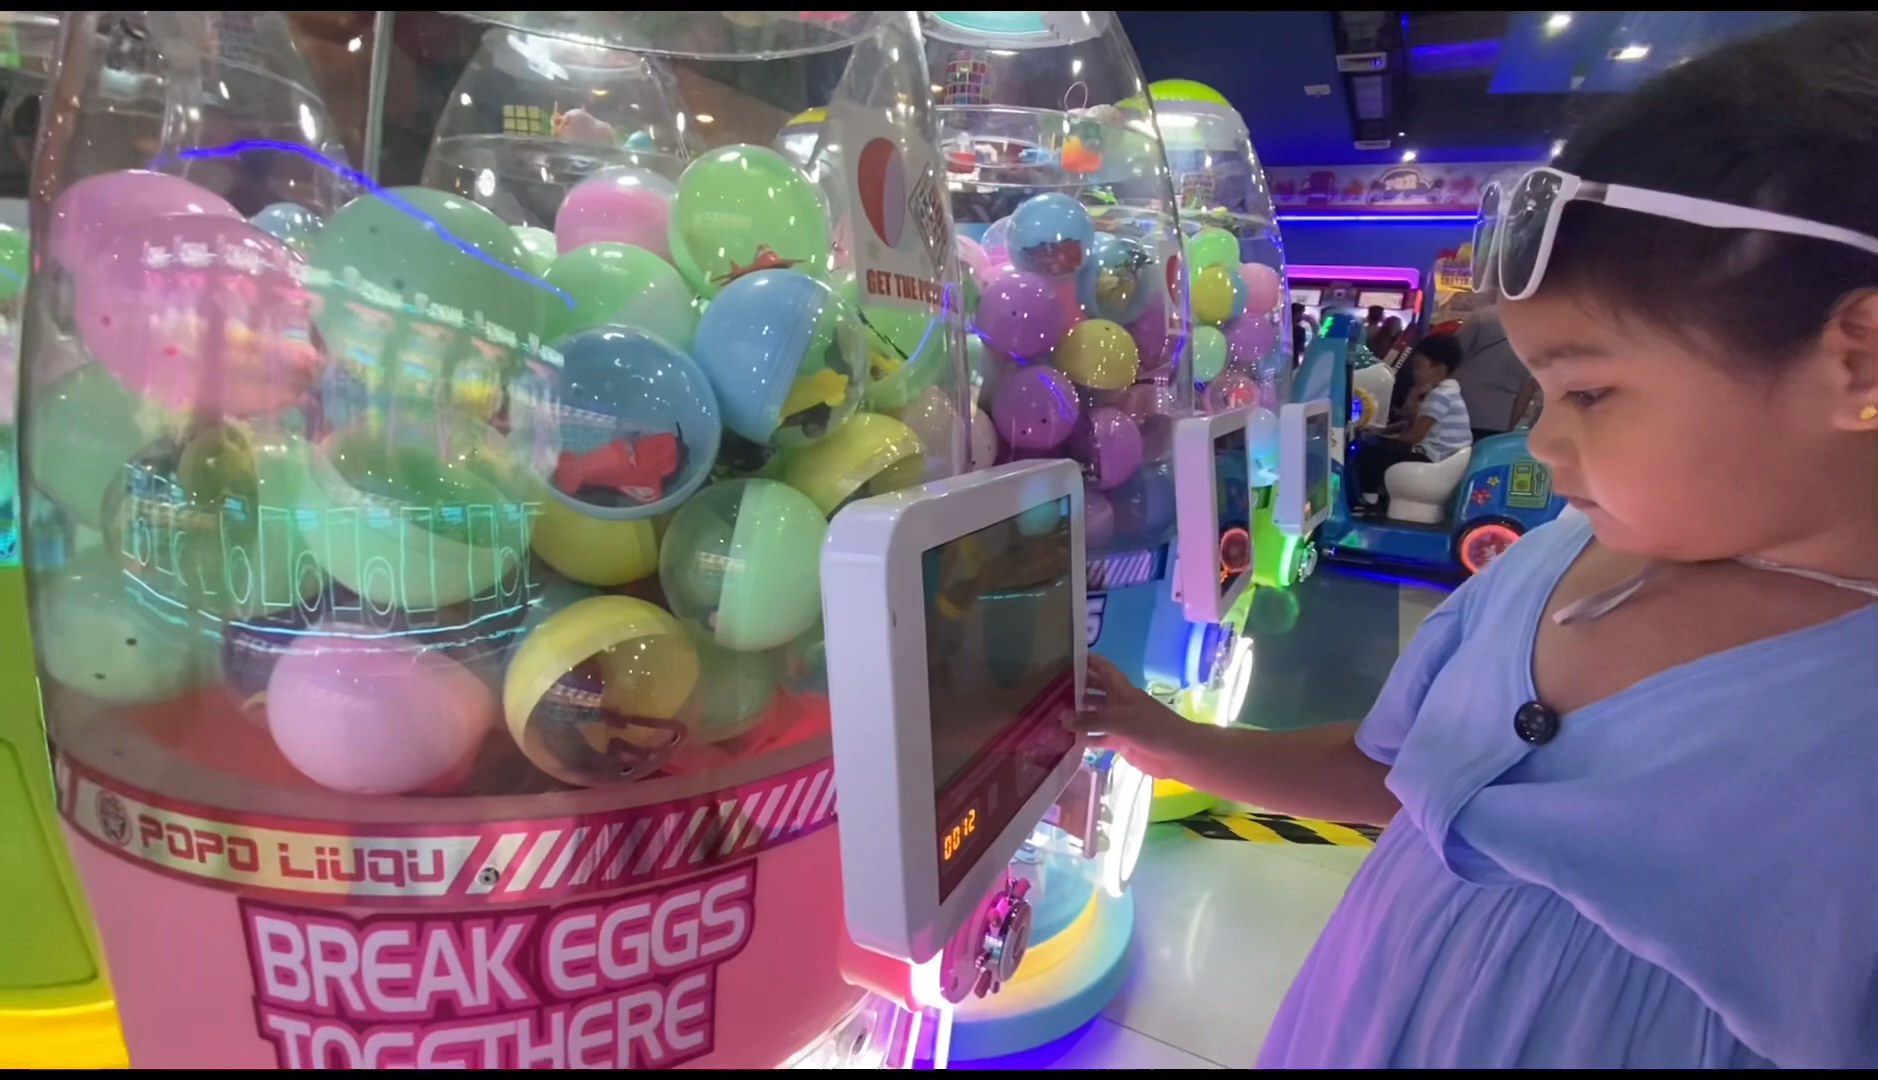 GET THE
POPO LIUQU
BREAK EGGS
TOGETHERE
0012